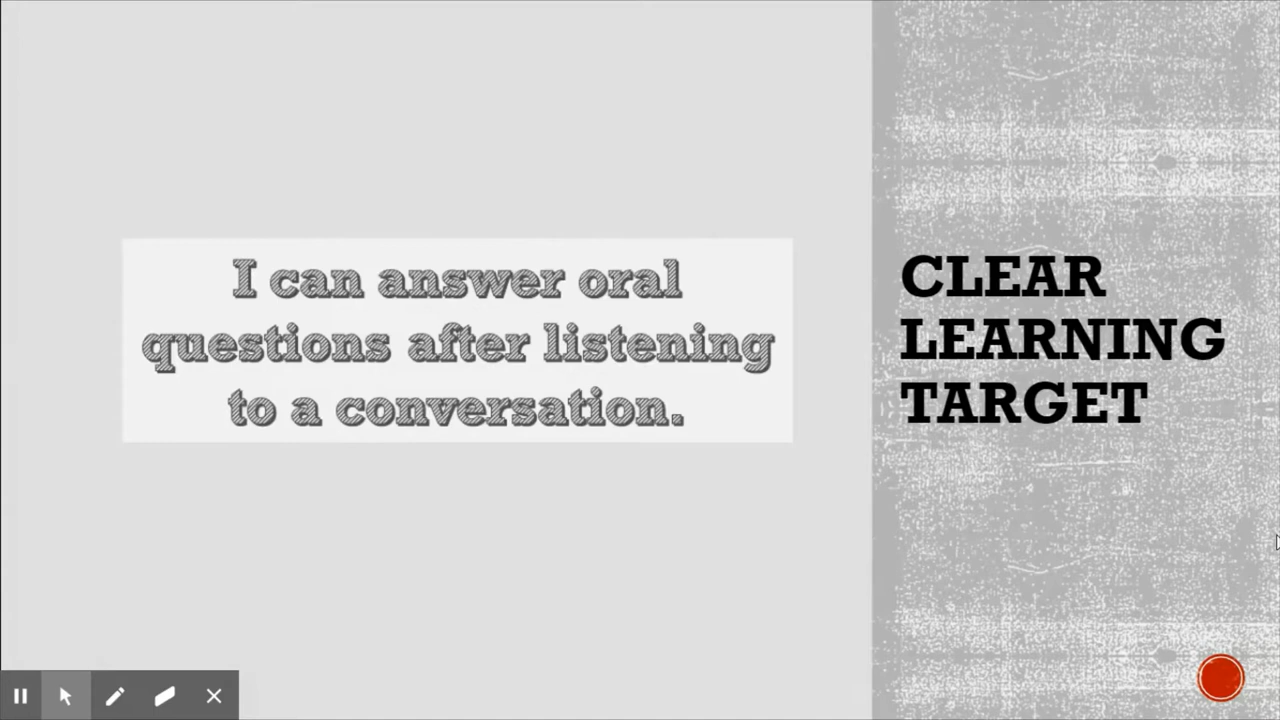 I can answer oral
questions after listening
to a conversation.
CLEAR
LEARNING
TARGET